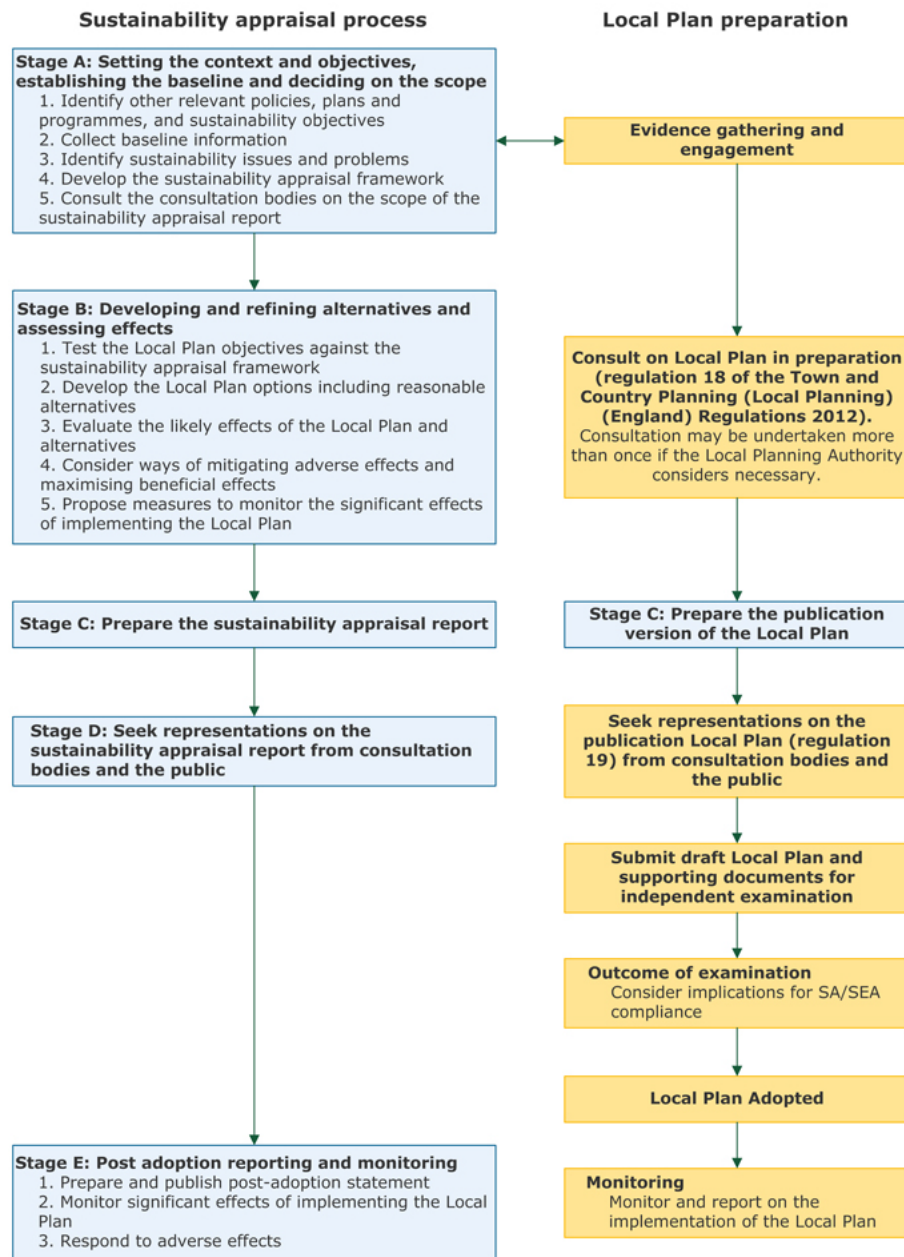 Sustainability appraisal process
Stage A: Setting the context and objectives,
establishing the baseline and deciding on the scope
1. Identify other relevant policies, plans and
programmes, and sustainability objectives
2. Collect baseline information
3. Identify sustainability issues and problems
4. Develop the sustainability appraisal framework
5. Consult the consultation bodies on the scope of the
sustainability appraisal report
Stage B: Developing and refining alternatives and
assessing effects
1. Test the Local Plan objectives against the
sustainability appraisal framework
2. Develop the Local Plan options including reasonable
alternatives
3. Evaluate the likely effects of the Local Plan and
alternatives
4. Consider ways of mitigating adverse effects and
maximising beneficial effects
5. Propose measures to monitor the significant effects
of implementing the Local Plan
Stage C: Prepare the sustainability appraisal report
Stage D: Seek representations on the
sustainability appraisal report from consultation
bodies and the public
Stage E: Post adoption reporting and monitoring
1. Prepare and publish post-adoption statement
2. Monitor significant effects of implementing the Local
Plan
3. Respond to adverse effects
Local Plan preparation
Evidence gathering and
engagement
Consult on Local Plan in preparation
(regulation 18 of the Town and
Country Planning (Local Planning)
(England) Regulations 2012).
Consultation may be undertaken more
than once if the Local Planning Authority
considers necessary.
Stage C: Prepare the publication
version of the Local Plan
Seek representations on the
publication Local Plan (regulation
19) from consultation bodies and
the public
Submit draft Local Plan and
supporting documents for
independent examination
Outcome of examination
Consider implications for SA/SEA
compliance
Local Plan Adopted
Monitoring
Monitor and report on the
implementation of the Local Plan